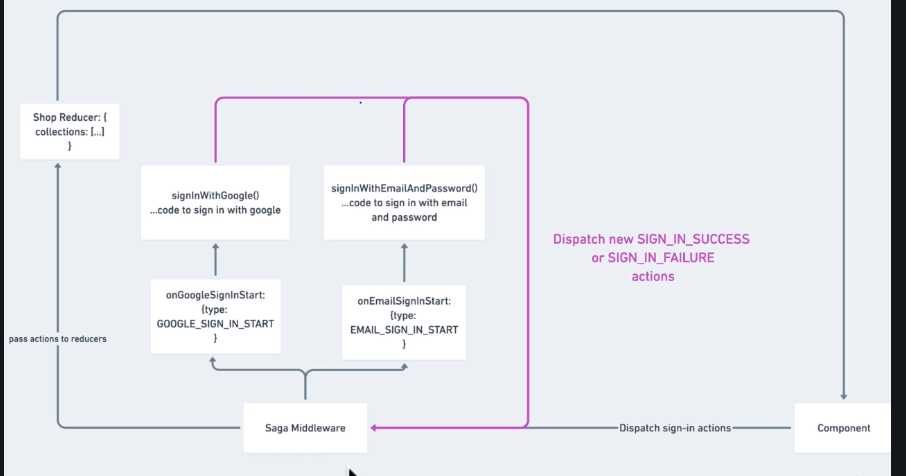 Shop Reducer: {
collections: [...]
}
signInWithGoogle()
...code to sign in with google
signInWithEmailAndPassword()
...code to sign in with email
and password
Dispatch new SIGN_IN_SUCCESS
or SIGN_IN_FAILURE
actions
onGoogleSignInStart:
{type:
GOOGLE_SIGN_IN_START
}
onEmailSignInStart:
{type:
EMAIL_SIGN_IN_START
}
pass actions to reducers
Saga Middleware
Dispatch sign-in actions
Component